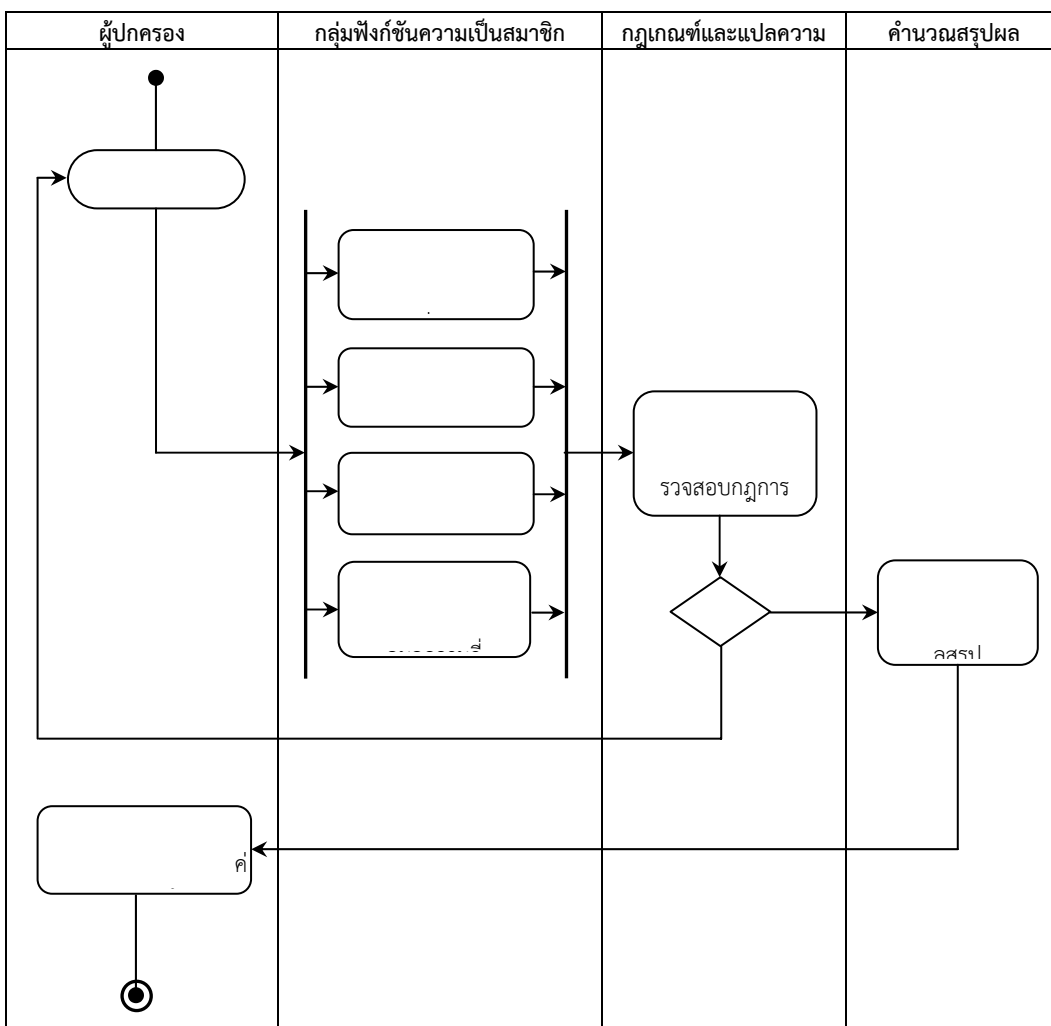 ผู้ปกครอง
กลุ่มฟังก์ชันความเป็นสมาชิก
กฎเกณฑ์และแปลความ
คำนวณสรุปผล
รวจสอบกฎการ
ลสรุป
ค่